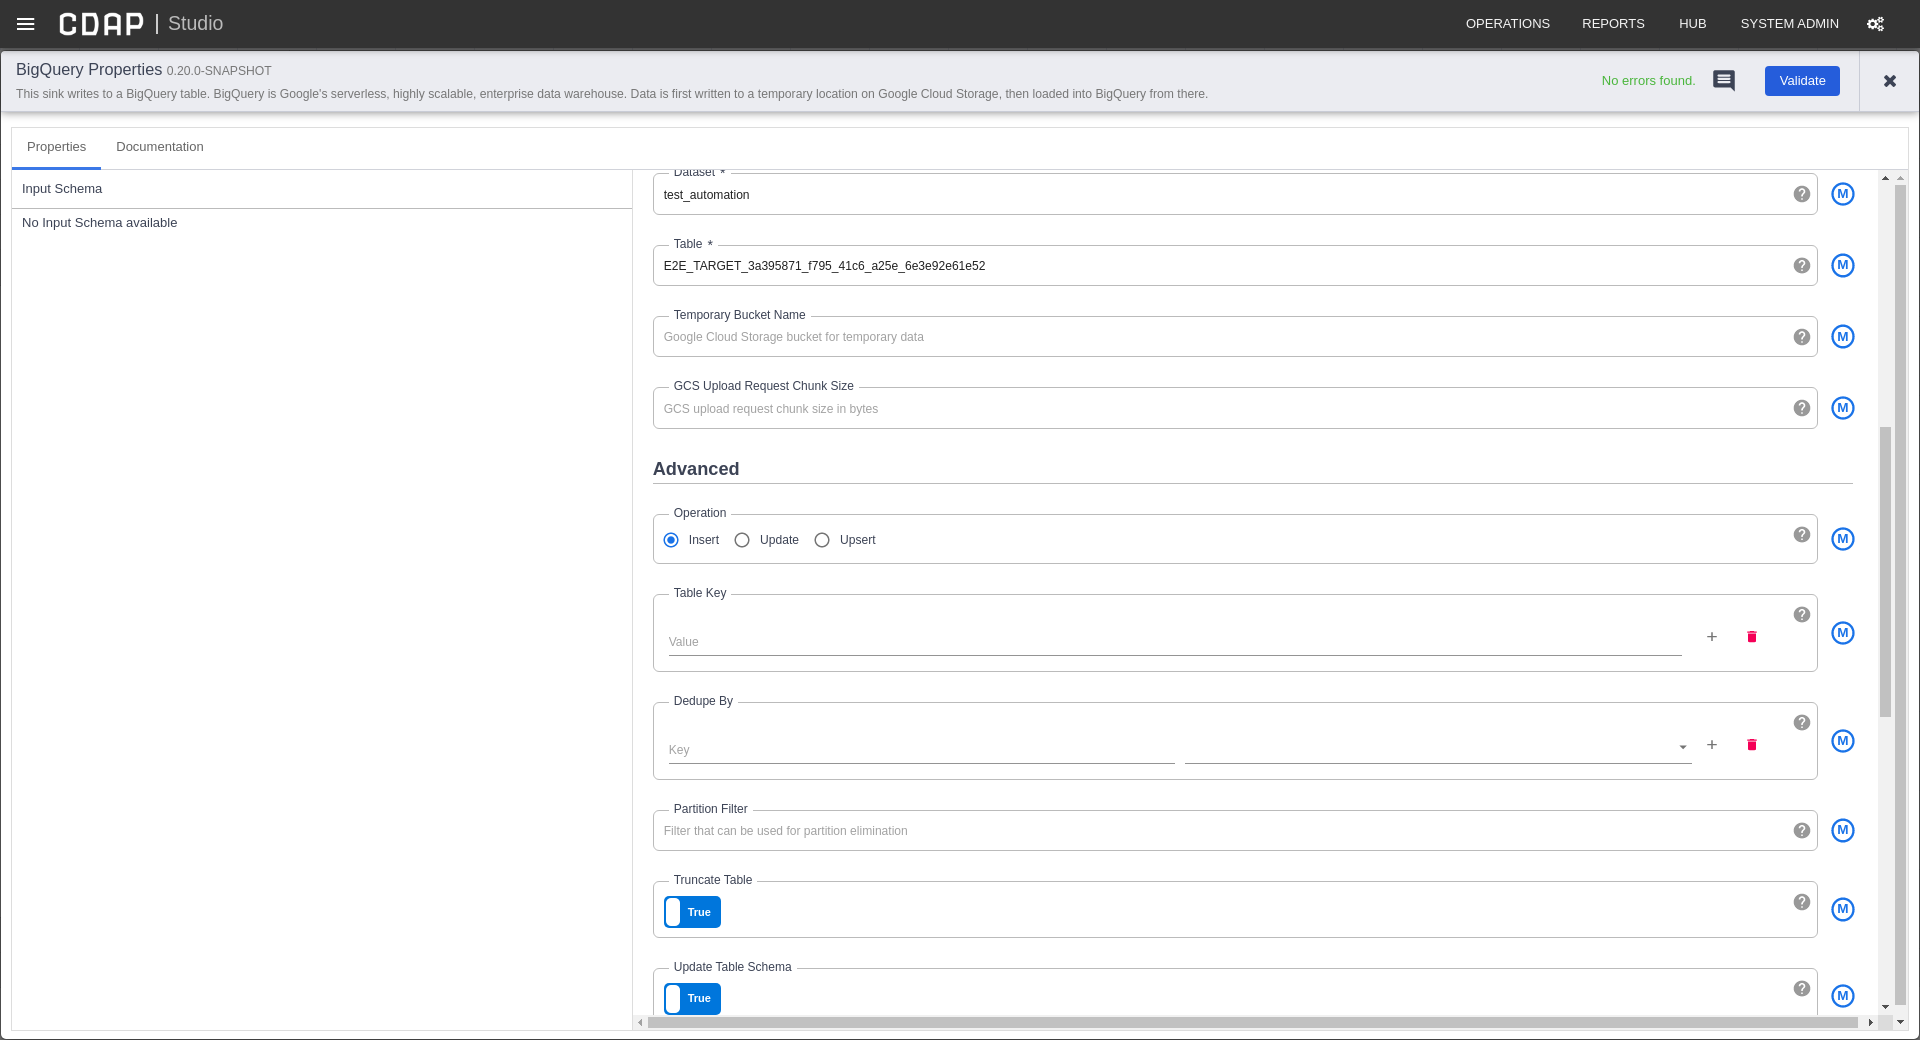 CDAP | Studio
OPERATIONS REPORTS HUB SYSTEM ADMIN
BigQuery Properties 0.20.0-SNAPSHOT
This sink writes to a BigQuery table. BigQuery is Google's serverless, highly scalable, enterprise data warehouse. Data is first written to a temporary location on Google Cloud Storage, then loaded into BigQuery from there.
No errors found.
Validate
Properties Documentation
Input Schema
No Input Schema available
Dataset *
test_automation
M
Table *
E2E_TARGET_3a395871_f795_41c6_a25e_6e3e92e61e52
M
Temporary Bucket Name
Google Cloud Storage bucket for temporary data
M
GCS Upload Request Chunk Size
GCS upload request chunk size in bytes
M
Advanced
Operation
Insert Update Upsert
M
Table Key
Value
M
Dedupe By
Key
M
Partition Filter
Filter that can be used for partition elimination
M
Truncate Table
True
M
Update Table Schema
True
M